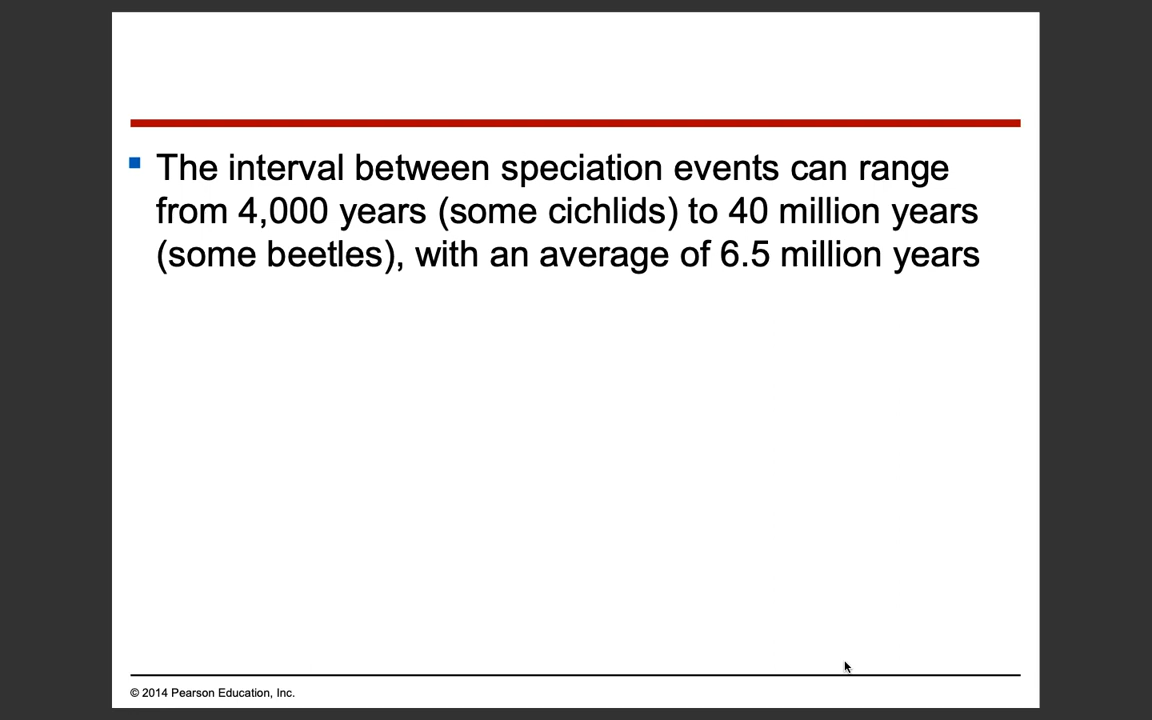 The interval between speciation events can range
from 4,000 years (some cichlids) to 40 million years
(some beetles), with an average of 6.5 million years
© 2014 Pearson Education, Inc.